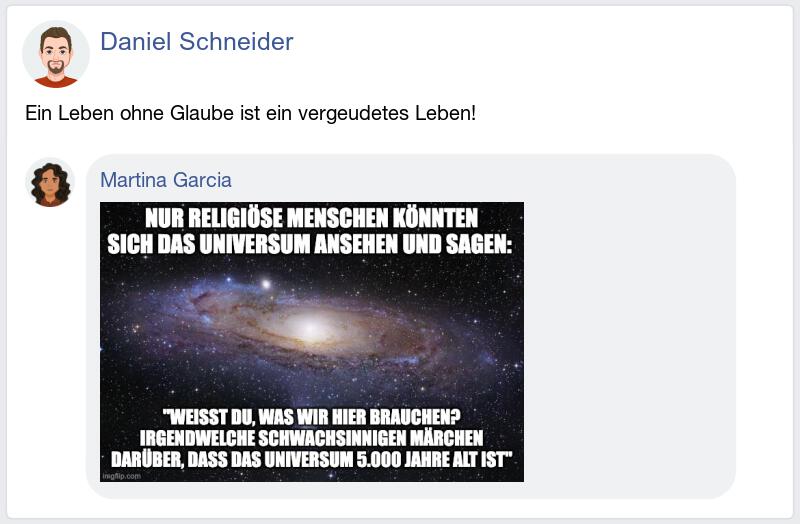 Daniel Schneider
Ein Leben ohne Glaube ist ein vergeudetes Leben!
Martina Garcia
NUR RELIGIÖSE MENSCHEN KÖNNTEN
SICH DAS UNIVERSUM ANSEHEN UND SAGEN:
"WEISST DU, WAS WIR HIER BRAUCHEN?
IRGENDWELCHE SCHWACHSINNIGEN MÄRCHEN
DARÜBER, DASS DAS UNIVERSUM 5.000 JAHRE ALT IST"
imgflip.com